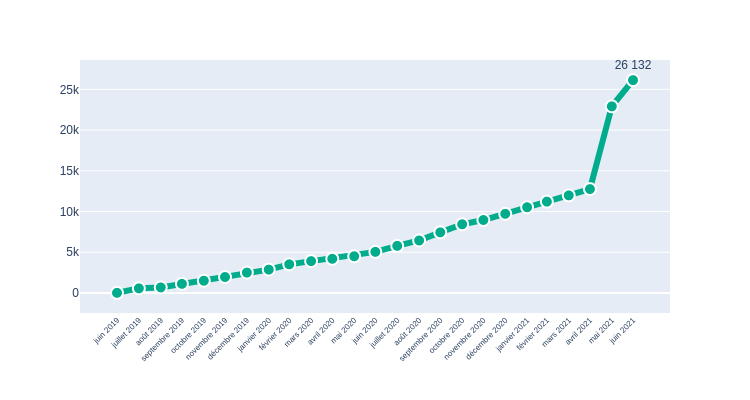 26 132
25k
20k
15k
10k
5k
0
juin 2019
juillet 2019
août 2019
septembre 2019
octobre 2019
novembre 2019
décembre 2019
janvier 2020
février 2020
mars 2020
avril 2020
mai 2020
juin 2020
juillet 2020
août 2020
septembre 2020
octobre 2020
novembre 2020
décembre 2020
janvier 2021
février 2021
mars 2021
avril 2021
mai 2021
juin 2021